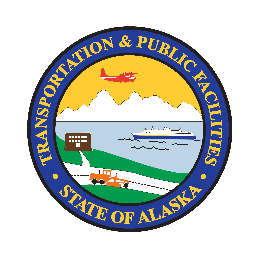 TRANSPORTATION & PUBLIC FACILITIES
STATE OF ALASKA